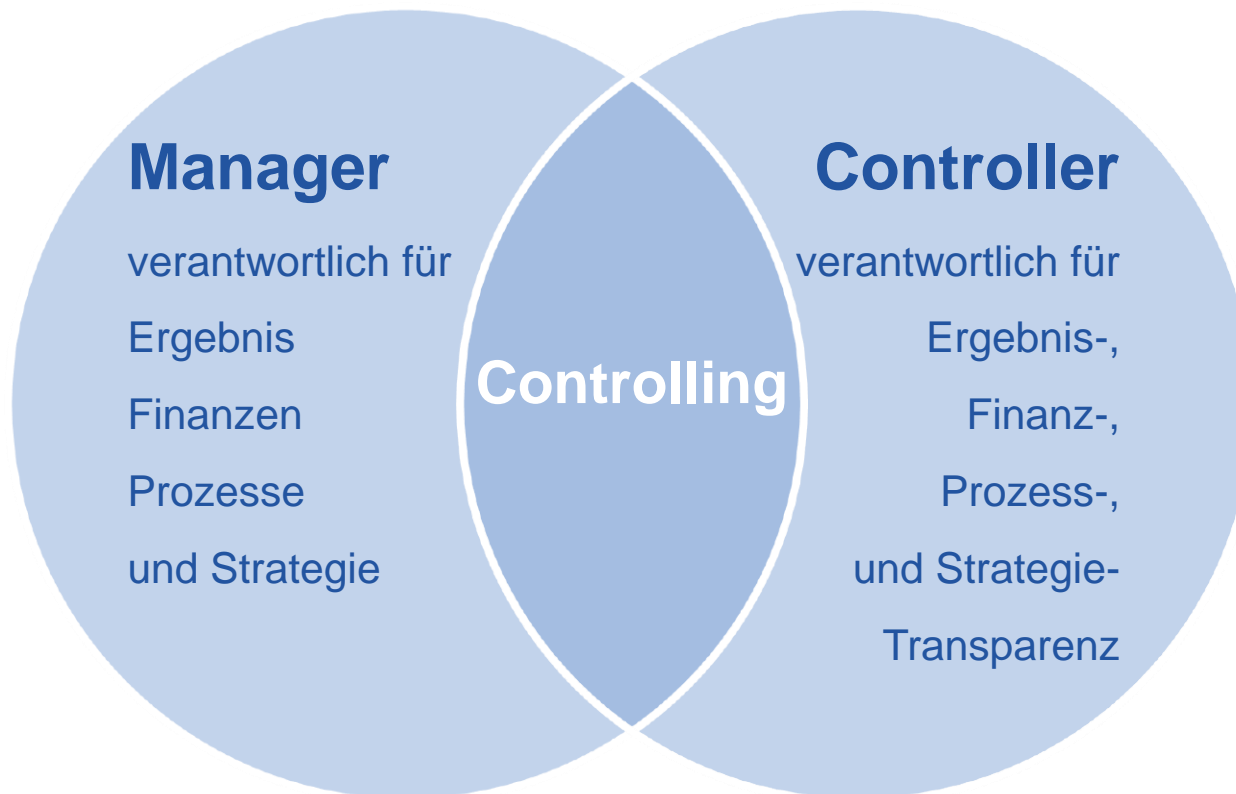 Manager
verantwortlich für
Ergebnis
Finanzen
Prozesse
und Strategie
Controlling
Controller
verantwortlich für
Ergebnis-,
Finanz-,
Prozess-,
und Strategie-
Transparenz